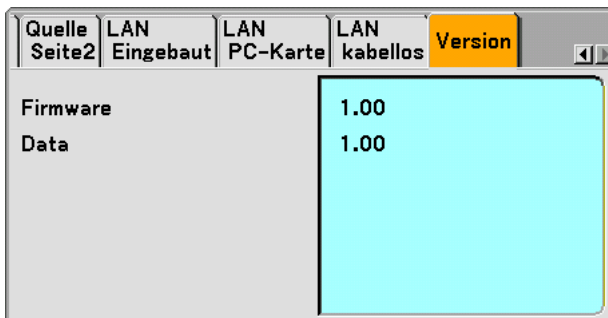 Quelle LAN LAN LAN Version
Seite2 Eingebaut PC-Karte kabellos
Firmware 1.00
Data 1.00